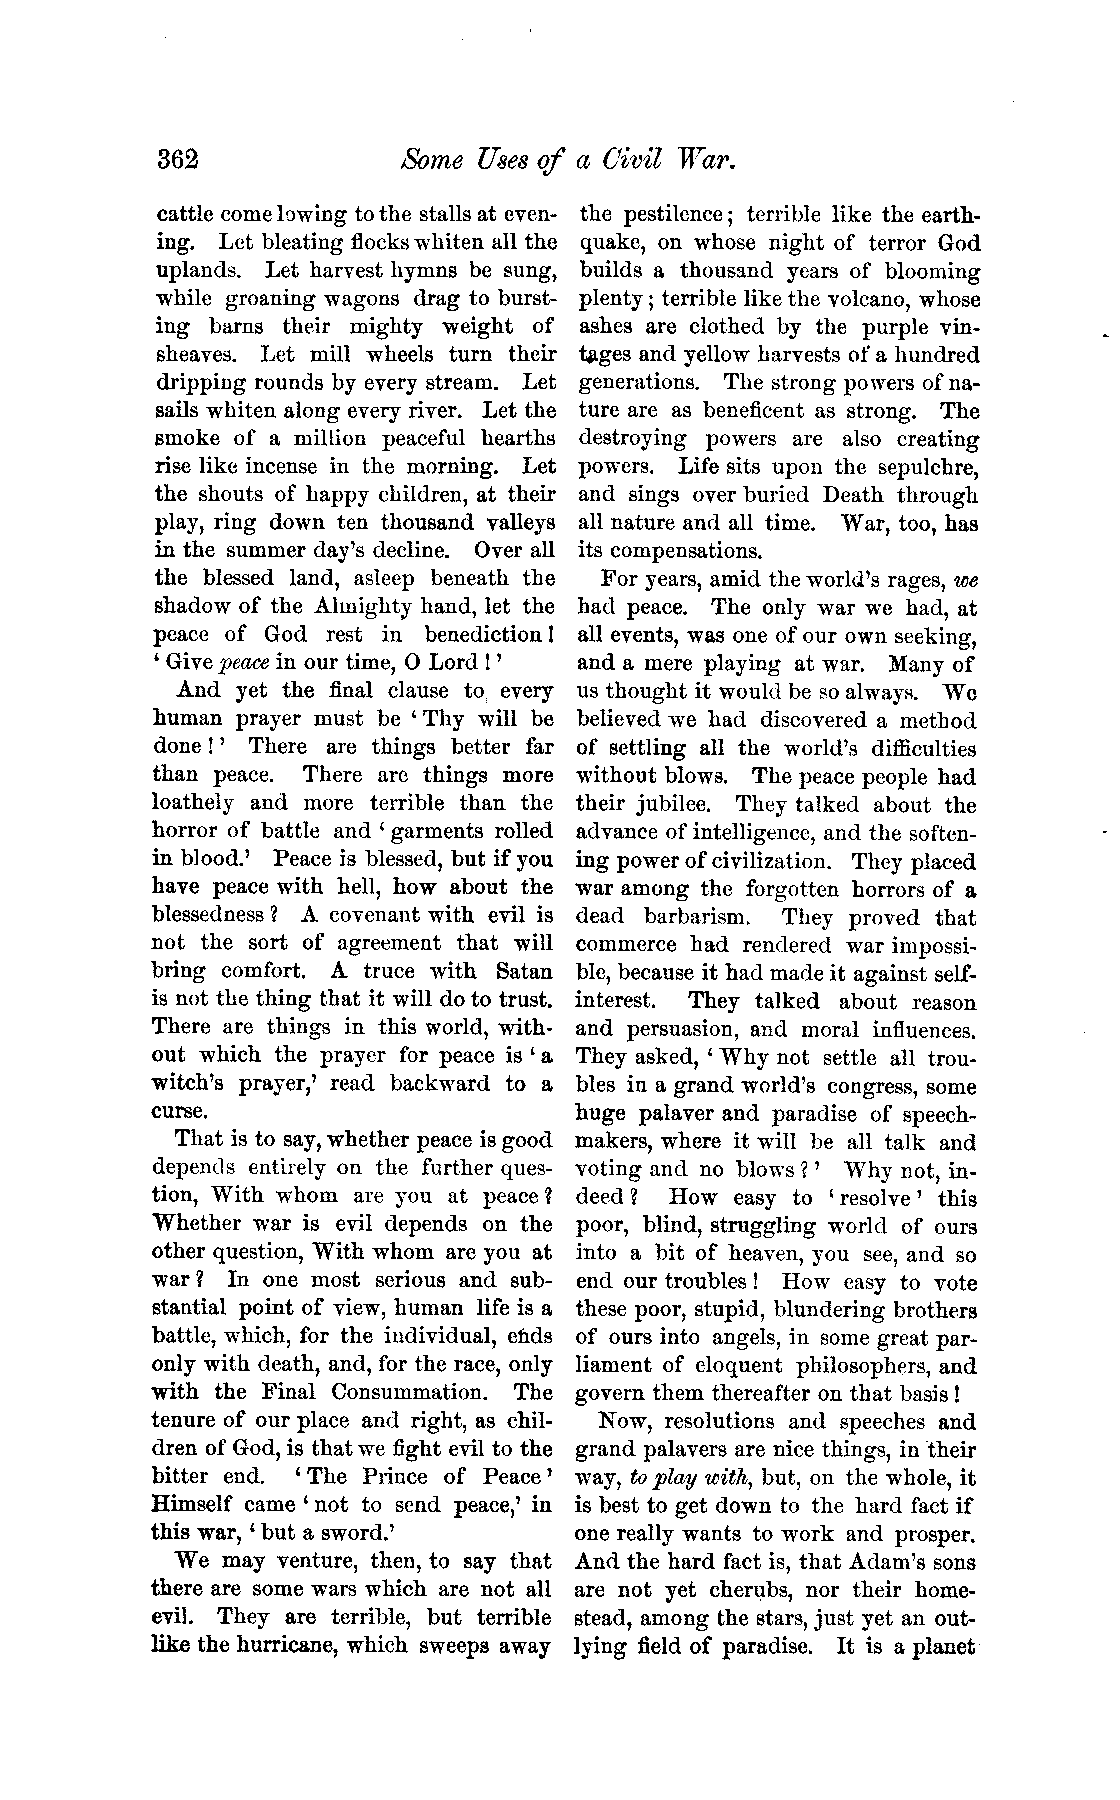 362
Some Uses of a Civil War.
cattle come lowing to the stalls at even-
ing. Let bleating flocks whiten all the
uplands. Let harvest hymns be sung,
while groaning wagons drag to burst-
ing barns their mighty weight of
sheaves. Let mill wheels turn their
dripping rounds by every stream. Let
sails whiten along every river. Let the
smoke of a million peaceful hearths
rise like incense in the morning. Let
the shouts of happy children, at their
play, ring down ten thousand valleys
in the summer day's decline. Over all
the blessed land, asleep beneath the
shadow of the Almighty hand, let the
peace of God rest in benediction!
'Give peace in our time, O Lord!'
And yet the final clause to every
human prayer must be 'Thy will be
done!' There are things better far
than peace. There are things more
loathely and more terrible than the
horror of battle and 'garments rolled
in blood.' Peace is blessed, but if you
have peace with hell, how about the
blessedness? A covenant with evil is
not the sort of agreement that will
bring comfort. A truce with Satan
is not the thing that it will do to trust.
There are things in this world, with-
out which the prayer for peace is 'a
witch's prayer,' read backward to a
curse.
That is to say, whether peace is good
depends entirely on the further ques-
tion, With whom are you at peace?
Whether war is evil depends on the
other question, With whom are you at
war? In one most serious and sub-
stantial point of view, human life is a
battle, which, for the individual, ends
only with death, and, for the race, only
with the Final Consummation. The
tenure of our place and right, as chil-
dren of God, is that we fight evil to the
bitter end. 'The Prince of Peace'
Himself came 'not to send peace,' in
this war, 'but a sword.'
We may venture, then, to say that
there are some wars which are not all
evil. They are terrible, but terrible
like the hurricane, which sweeps away
the pestilence; terrible like the earth-
quake, on whose night of terror God
builds a thousand years of blooming
plenty; terrible like the volcano, whose
ashes are clothed by the purple vin-
tages and yellow harvests of a hundred
generations. The strong powers of na-
ture are as beneficent as strong. The
destroying powers are also creating
powers. Life sits upon the sepulchre,
and sings over buried Death through
all nature and all time. War, too, has
its compensations.
For years, amid the world's rages, we
had peace. The only war we had, at
all events, was one of our own seeking,
and a mere playing at war. Many of
us thought it would be so always. We
believed we had discovered a method
of settling all the world's difficulties
without blows. The peace people had
their jubilee. They talked about the
advance of intelligence, and the soften-
ing power of civilization. They placed
war among the forgotten horrors of a
dead barbarism. They proved that
commerce had rendered war impossi-
ble, because it had made it against self-
interest. They talked about reason
and persuasion, and moral influences.
They asked, 'Why not settle all trou-
bles in a grand world's congress, some
huge palaver and paradise of speech-
makers, where it will be all talk and
voting and no blows?' Why not, in-
deed? How easy to 'resolve' this
poor, blind, struggling world of ours
into a bit of heaven, you see, and so
end our troubles! How easy to vote
these poor, stupid, blundering brothers
of ours into angels, in some great par-
liament of eloquent philosophers, and
govern them thereafter on that basis!
Now, resolutions and speeches and
grand palavers are nice things, in their
way, to play with, but, on the whole, it
is best to get down to the hard fact if
one really wants to work and prosper.
And the hard fact is, that Adam's sons
are not yet cherubs, nor their home-
stead, among the stars, just yet an out-
lying field of paradise. It is a planet